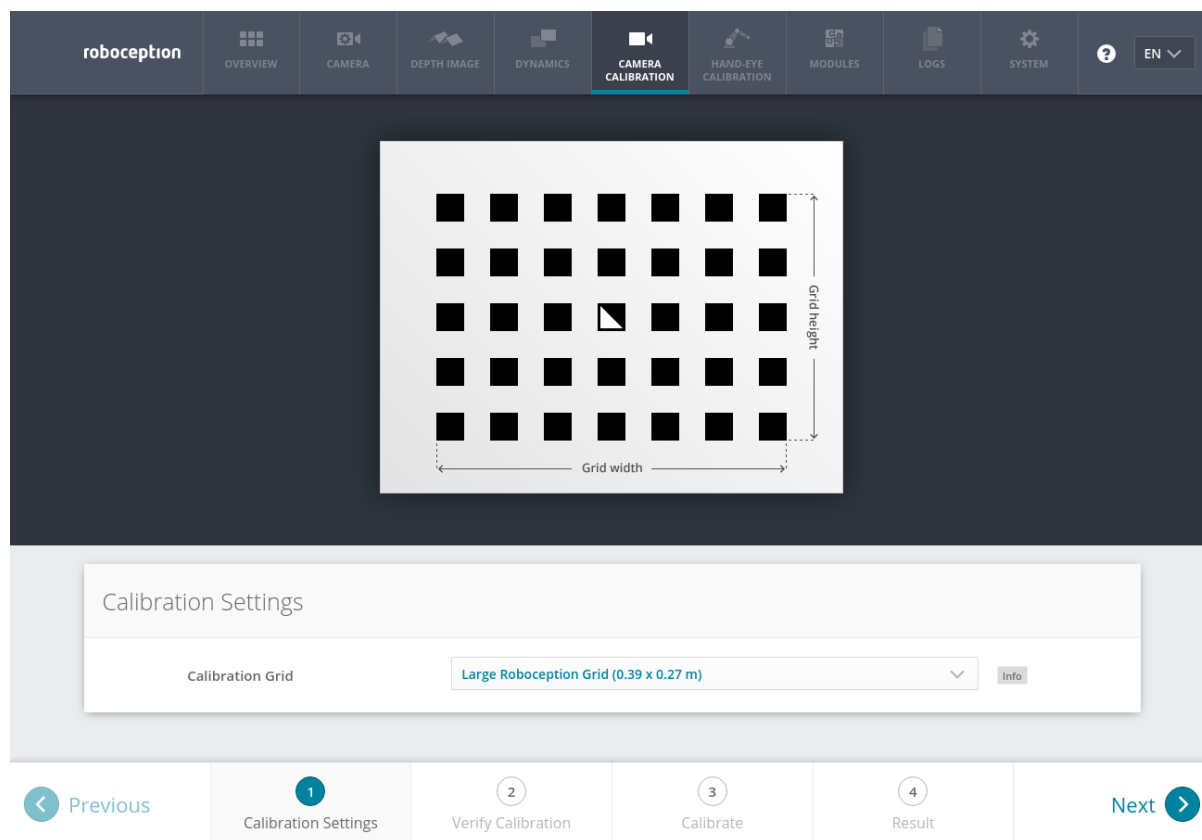 roboception
OVERVIEW
CAMERA
DEPTH IMAGE
DYNAMICS
CAMERA
CALIBRATION
HAND-EYE
CALIBRATION
MODULES
LOGS
SYSTEM
?
EN
Grid height
Grid width
Calibration Settings
Calibration Grid
Large Roboception Grid (0.39 x 0.27 m)
Info
Previous
1
Calibration Settings
2
Verify Calibration
3
Calibrate
4
Result
Next